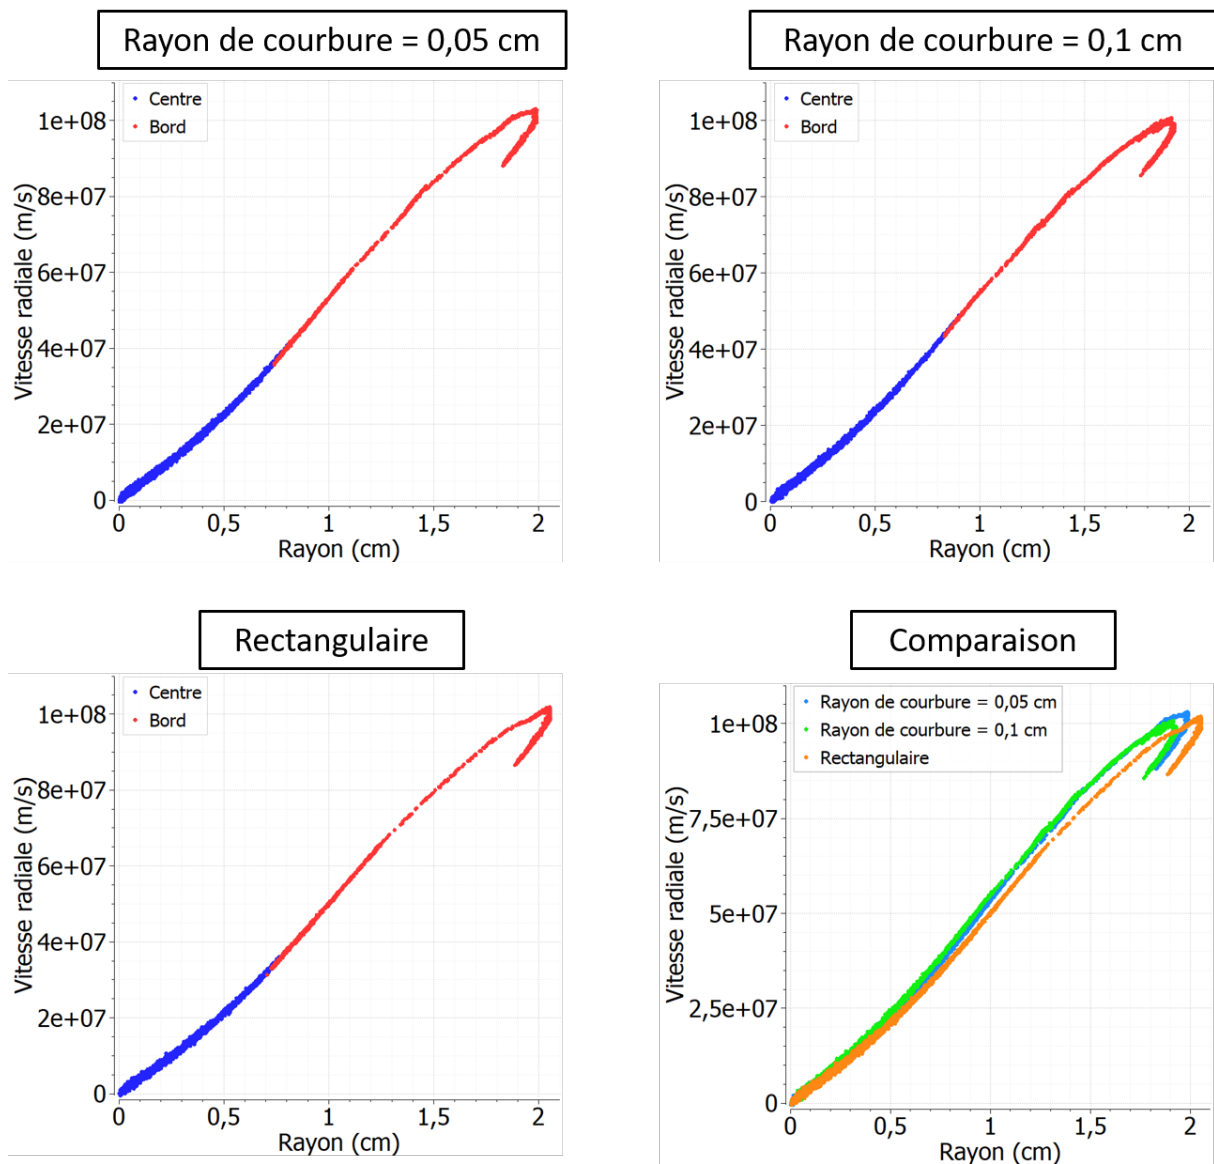 Rayon de courbure = 0,05 cm
Centre
Bord
1e+08
8e+07
6e+07
4e+07
2e+07
0
Vitesse radiale (m/s)
0 0,5 1 1,5 2
Rayon (cm)
Rayon de courbure = 0,1 cm
Centre
Bord
1e+08
8e+07
6e+07
4e+07
2e+07
0
Vitesse radiale (m/s)
0 0,5 1 1,5 2
Rayon (cm)
Rectangulaire
Centre
Bord
1e+08
8e+07
6e+07
4e+07
2e+07
0
Vitesse radiale (m/s)
0 0,5 1 1,5 2
Rayon (cm)
Comparaison
Rayon de courbure = 0,05 cm
Rayon de courbure = 0,1 cm
Rectangulaire
1e+08
7,5e+07
5e+07
2,5e+07
0
Vitesse radiale (m/s)
0 0,5 1 1,5 2
Rayon (cm)